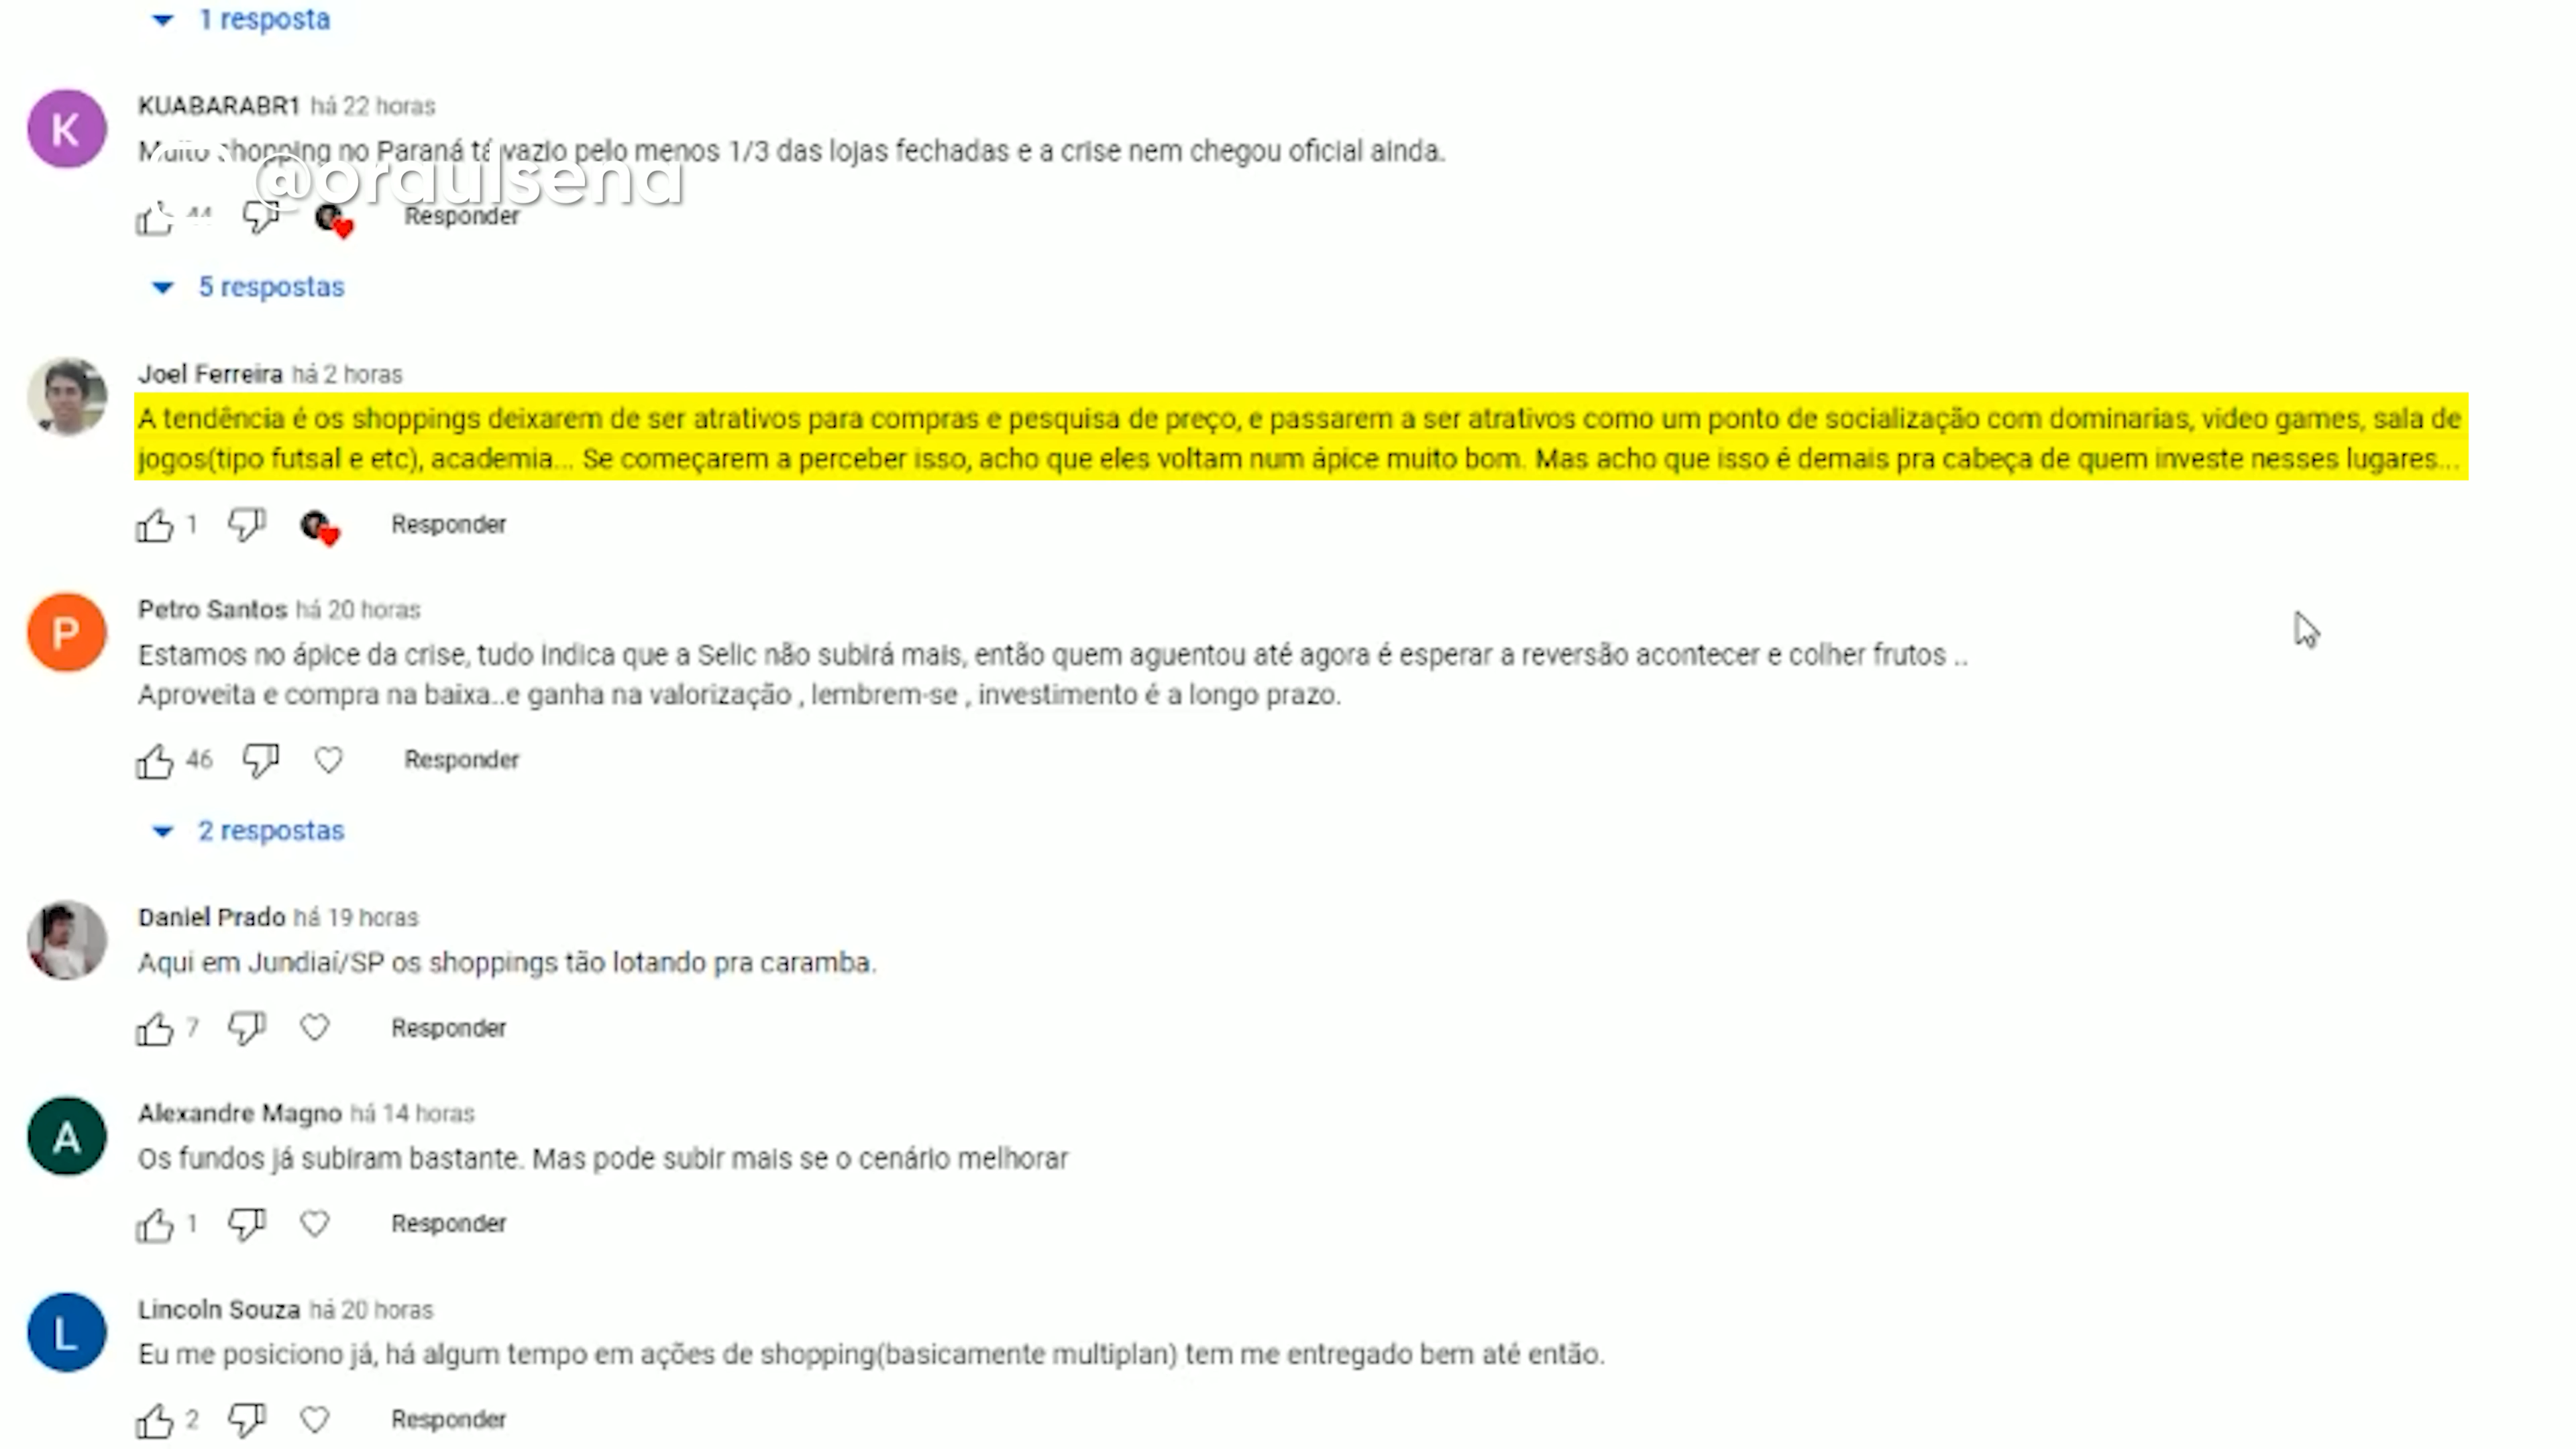 1 resposta
K
KUABARABR1 há 22 horas
Muito shopping no Paraná tá vazio pelo menos 1/3 das lojas fechadas e a crise nem chegou oficial ainda.
@oraulsena
44 Responder
5 respostas
Joel Ferreira há 2 horas
A tendência é os shoppings deixarem de ser atrativos para compras e pesquisa de preço, e passarem a ser atrativos como um ponto de socialização com dominarias, video games, sala de
jogos(tipo futsal e etc), academia... Se começarem a perceber isso, acho que eles voltam num ápice muito bom. Mas acho que isso é demais pra cabeça de quem investe nesses lugares...
1 Responder
P
Petro Santos há 20 horas
Estamos no ápice da crise, tudo indica que a Selic não subirá mais, então quem aguentou até agora é esperar a reversão acontecer e colher frutos ..
Aproveita e compra na baixa..e ganha na valorização , lembrem-se , investimento é a longo prazo.
46 Responder
2 respostas
Daniel Prado há 19 horas
Aqui em Jundiaí/SP os shoppings tão lotando pra caramba.
7 Responder
A
Alexandre Magno há 14 horas
Os fundos já subiram bastante. Mas pode subir mais se o cenário melhorar
1 Responder
L
Lincoln Souza há 20 horas
Eu me posiciono já, há algum tempo em ações de shopping(basicamente multiplan) tem me entregado bem até então.
2 Responder